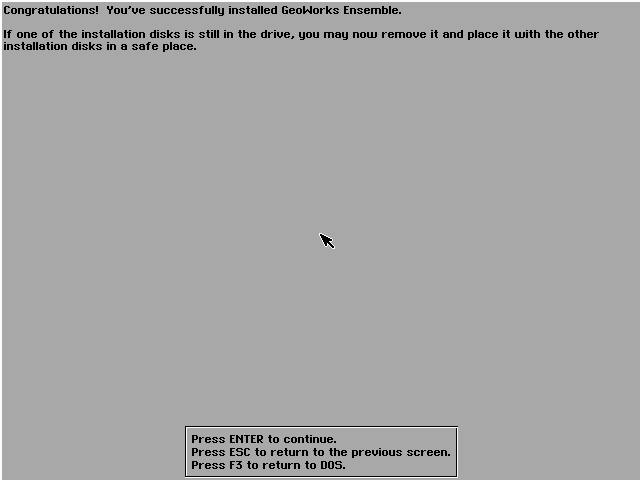 Congratulations!  You've successfully installed GeoWorks Ensemble.
If one of the installation disks is still in the drive, you may now remove it and place it with the other
installation disks in a safe place.
Press ENTER to continue.
Press ESC to return to the previous screen.
Press F3 to return to DOS.